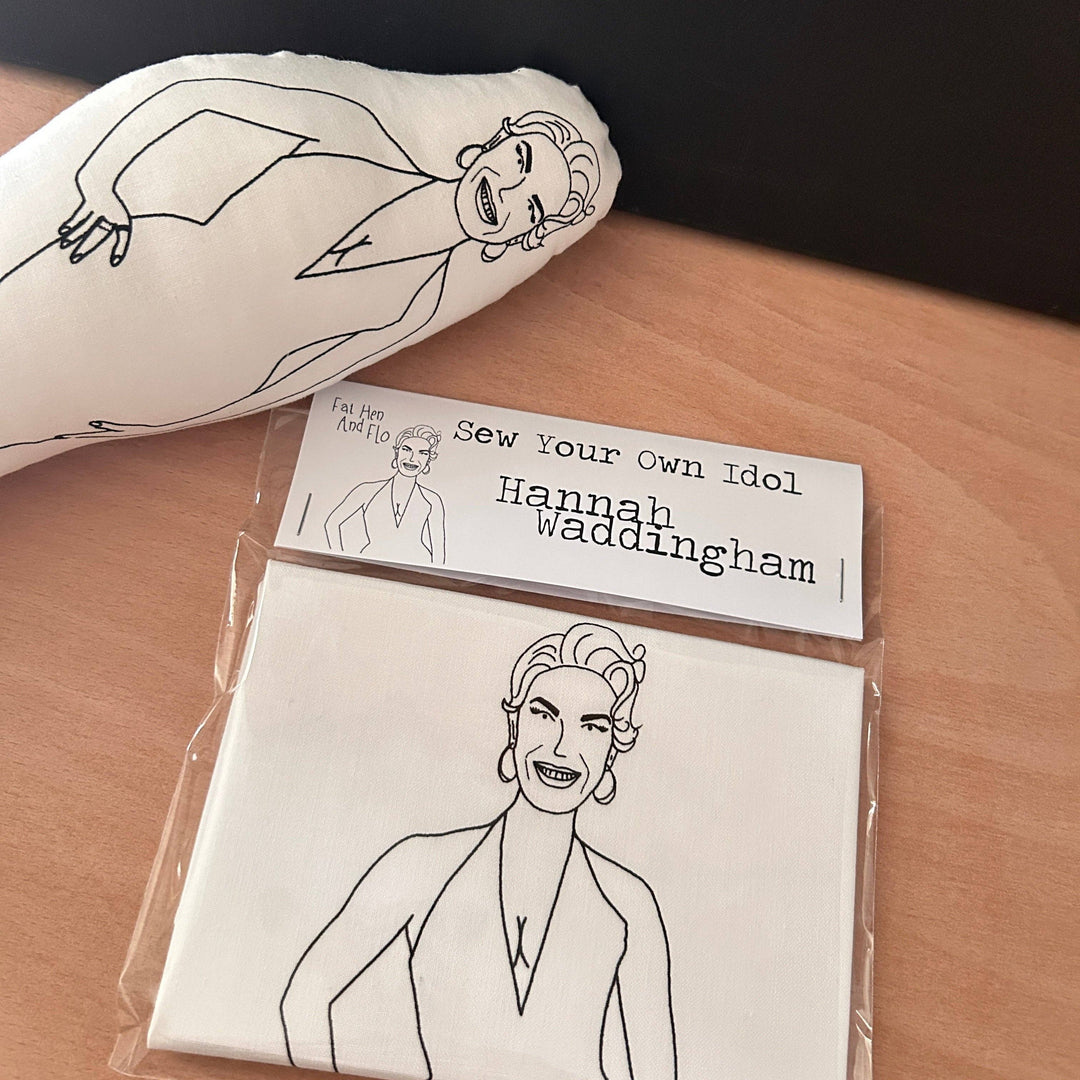 Fat Hen
And Flo
Sew Your Own Idol
Hannah
Waddingham